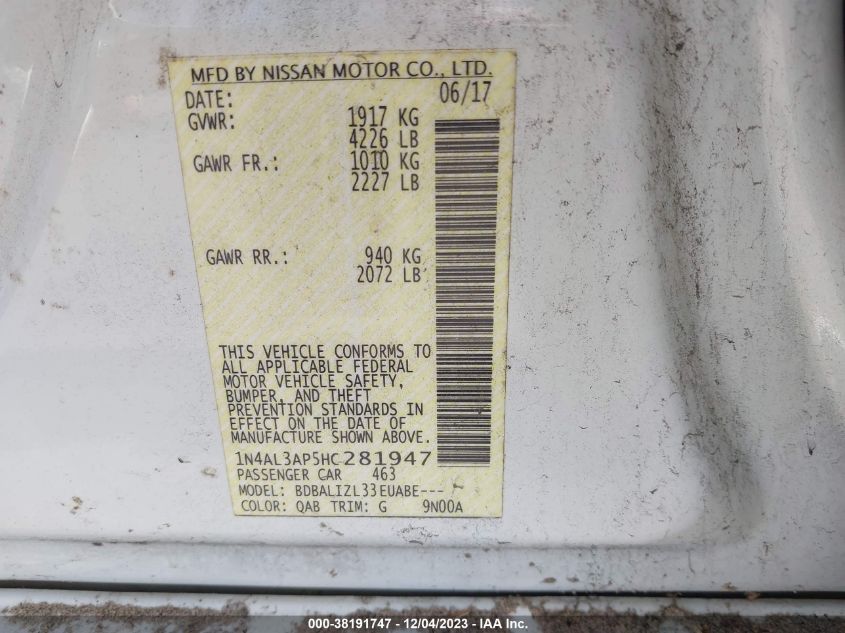 MFD BY NISSAN MOTOR CO., LTD.
DATE: 06/17
GVWR: 1917 KG
4226 LB
GAWR FR.: 1010 KG
2227 LB
GAWR RR.: 940 KG
2072 LB
THIS VEHICLE CONFORMS TO
ALL APPLICABLE FEDERAL
MOTOR VEHICLE SAFETY,
BUMPER, AND THEFT
PREVENTION STANDARDS IN
EFFECT ON THE DATE OF
MANUFACTURE SHOWN ABOVE.
1N4AL3AP5HC281947
PASSENGER CAR 463
MODEL: BDBALIZL33EUABE---
COLOR: QAB TRIM: G 9N00A
000-38191747 - 12/04/2023 - IAA Inc.